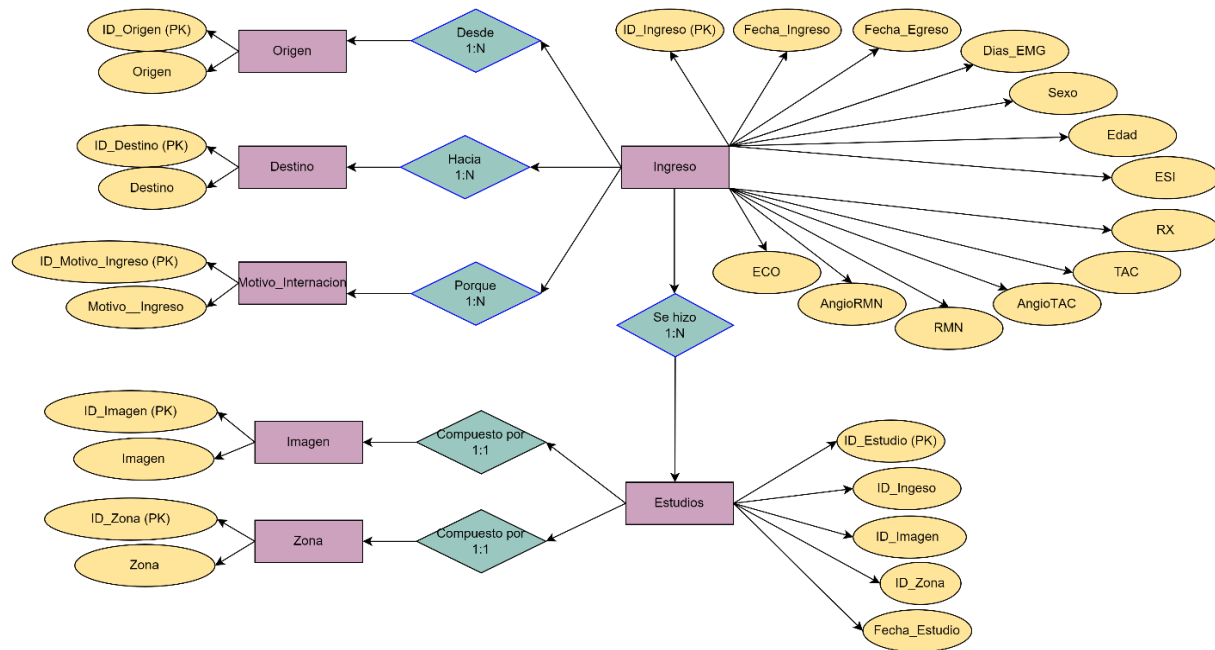 ID_Origen (PK)
Origen
Origen
Desde
1:N
ID_Ingreso (PK)
Fecha_Ingreso
Fecha_Egreso
Dias_EMG
Sexo
Edad
ESI
ID_Destino (PK)
Destino
Destino
Hacia
1:N
Ingreso
RX
TAC
AngioTAC
RMN
AngioRMN
ECO
ID_Motivo_Ingreso (PK)
Motivo__Ingreso
Motivo_Internacion
Porque
1:N
Se hizo
1:N
ID_Imagen (PK)
Imagen
Imagen
Compuesto por
1:1
ID_Zona (PK)
Zona
Zona
Compuesto por
1:1
Estudios
ID_Estudio (PK)
ID_Ingeso
ID_Imagen
ID_Zona
Fecha_Estudio